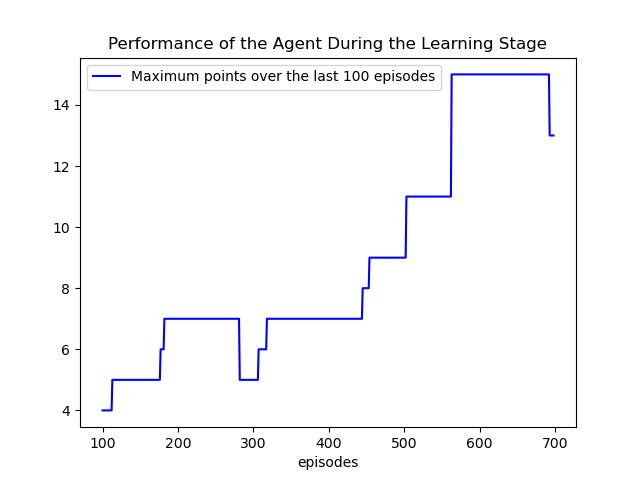 Performance of the Agent During the Learning Stage
Maximum points over the last 100 episodes
14
12
10
8
6
4
100 200 300 400 500 600 700
episodes